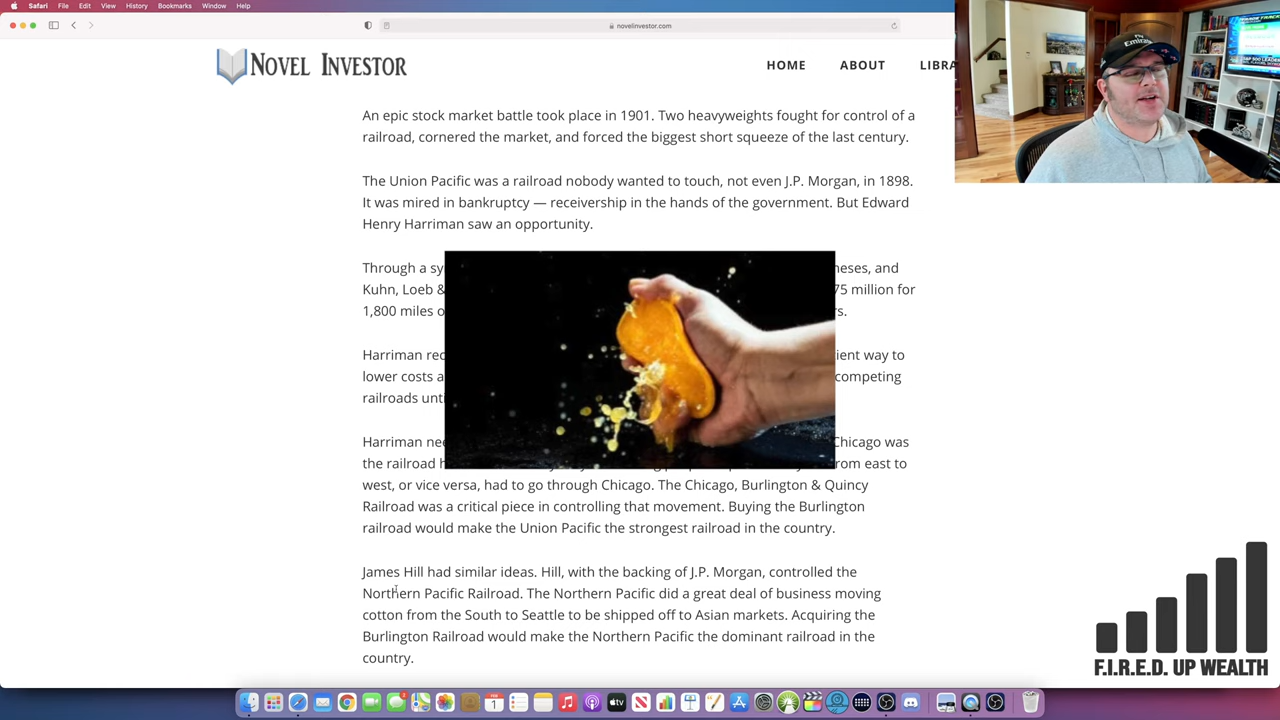 Safari File Edit View History Bookmarks Window Help
novelinvestor.com
NOVEL INVESTOR
HOME ABOUT LIBRA
Emirates
An epic stock market battle took place in 1901. Two heavyweights fought for control of a
railroad, cornered the market, and forced the biggest short squeeze of the last century.
The Union Pacific was a railroad nobody wanted to touch, not even J.P. Morgan, in 1898.
It was mired in bankruptcy — receivership in the hands of the government. But Edward
Henry Harriman saw an opportunity.
Through a sy heses, and
Kuhn, Loeb & 75 million for
1,800 miles o rs.
Harriman rec ient way to
lower costs a competing
railroads unti
Harriman nee Chicago was
the railroad h from east to
west, or vice versa, had to go through Chicago. The Chicago, Burlington & Quincy
Railroad was a critical piece in controlling that movement. Buying the Burlington
railroad would make the Union Pacific the strongest railroad in the country.
James Hill had similar ideas. Hill, with the backing of J.P. Morgan, controlled the
Northern Pacific Railroad. The Northern Pacific did a great deal of business moving
cotton from the South to Seattle to be shipped off to Asian markets. Acquiring the
Burlington Railroad would make the Northern Pacific the dominant railroad in the
country.
F.I.R.E.D. UP WEALTH